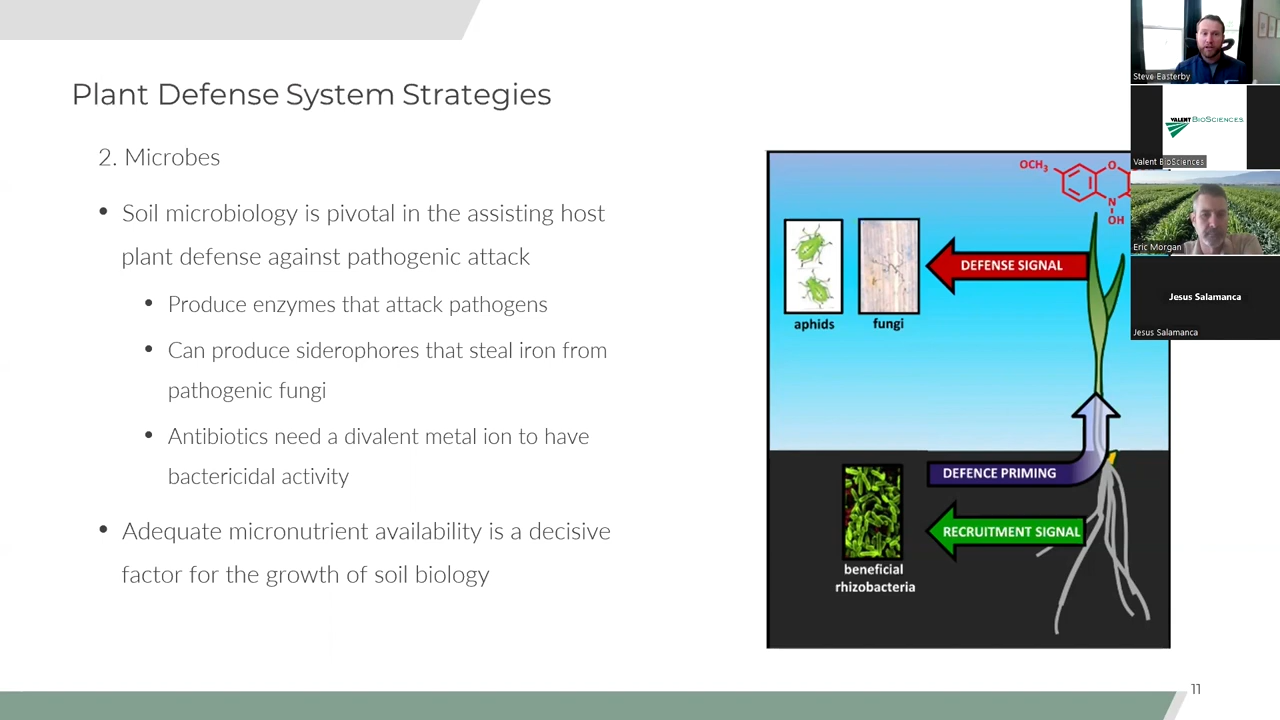 Plant Defense System Strategies
2. Microbes
• Soil microbiology is pivotal in the assisting host
plant defense against pathogenic attack
• Produce enzymes that attack pathogens
• Can produce siderophores that steal iron from
pathogenic fungi
• Antibiotics need a divalent metal ion to have
bactericidal activity
• Adequate micronutrient availability is a decisive
factor for the growth of soil biology
OCH3
O
N
OH
DEFENSE SIGNAL
aphids
fungi
DEFENCE PRIMING
RECRUITMENT SIGNAL
beneficial
rhizobacteria
Steve Easterby
VALENT BIOSCIENCES
Valent BioSciences
Eric Morgan
Jesus Salamanca
Jesus Salamanca
11